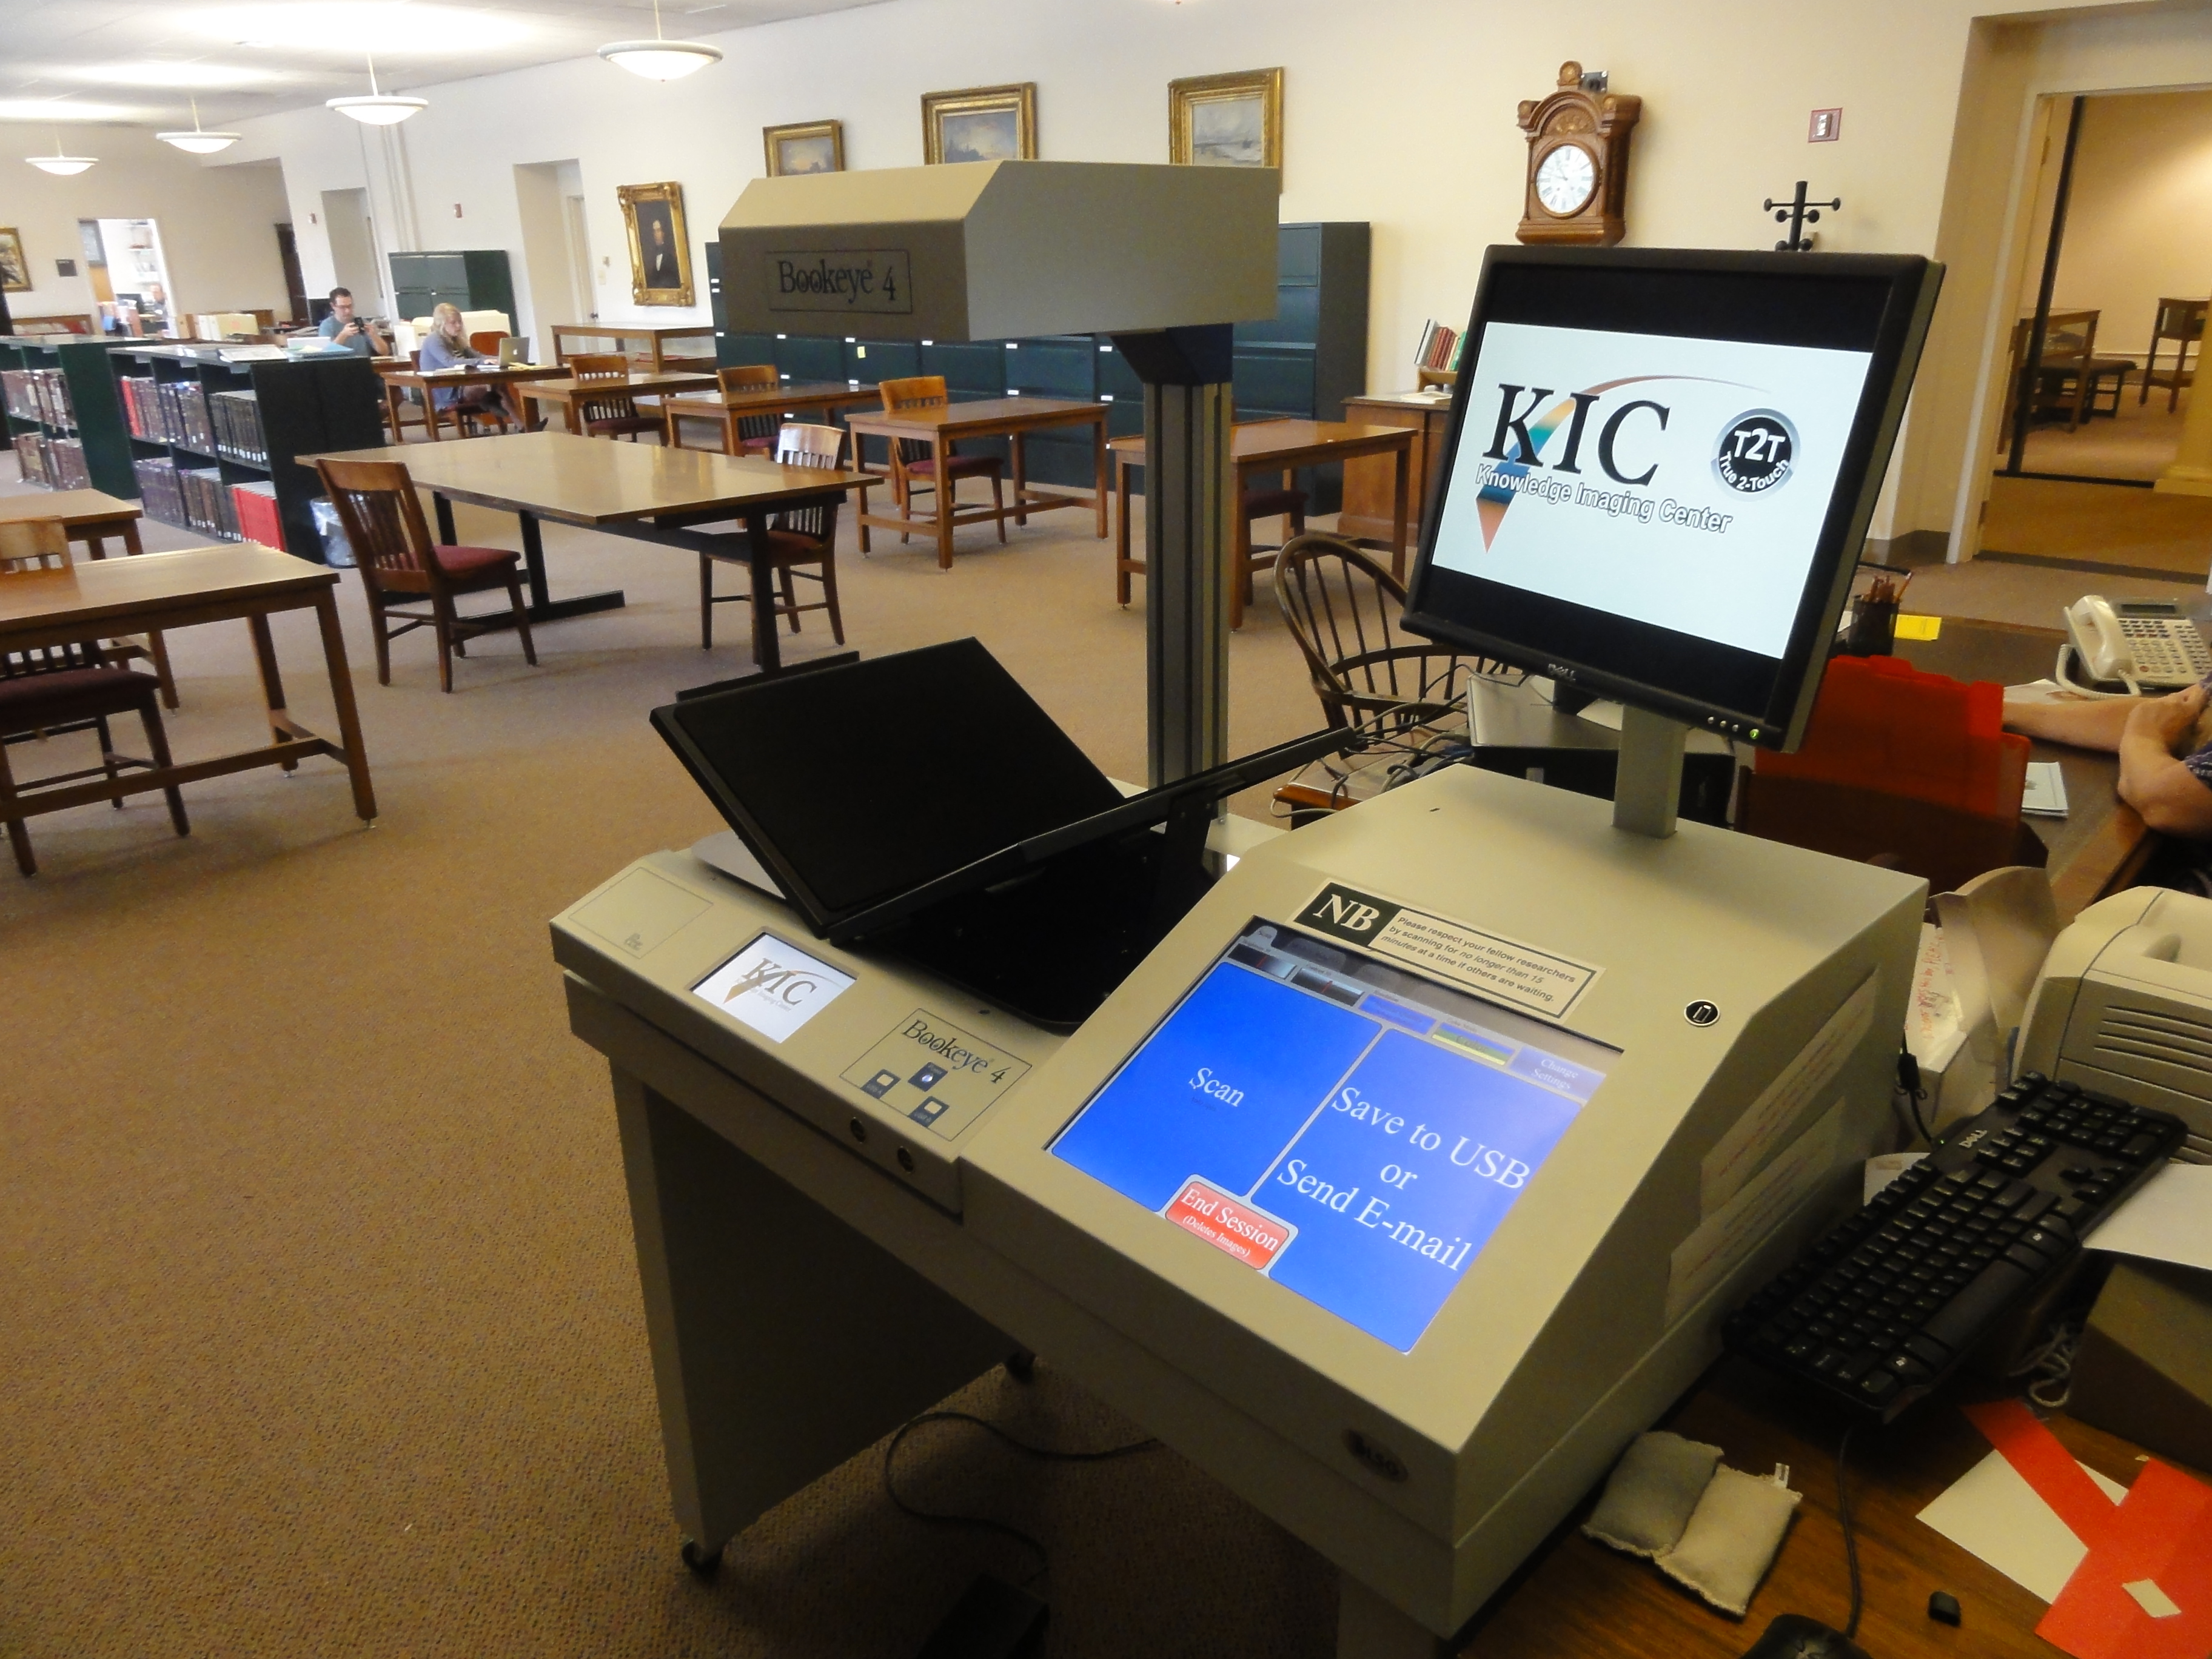 Bookeye 4
KIC
Knowledge Imaging Center
T2T
True 2-Touch
DELL
NB
Please respect your fellow researchers
by scanning for no longer than 15
minutes at a time if others are waiting.
KIC
Bookeye 4
Change
Settings
Scan
Save to USB
or
Send E-mail
End Session
(Deletes Images)
DELL